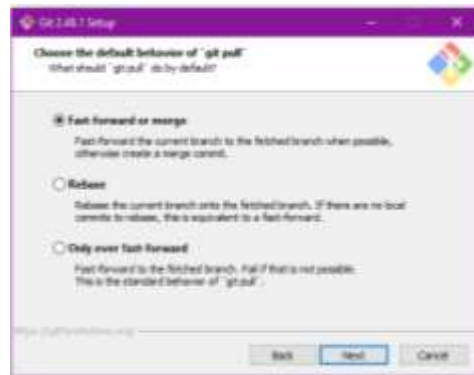 Git 2.48.1 Setup
Choose the default behavior of `git pull`
What should `git pull` do by default?
Fast-forward or merge
Fast-forward the current branch to the fetched branch when possible,
otherwise create a merge commit.
Rebase
Rebase the current branch onto the fetched branch. If there are no local
commits to rebase, this is equivalent to a fast-forward.
Only ever fast-forward
Fast-forward to the fetched branch. Fail if that is not possible.
This is the standard behavior of `git pull`.
https://gitforwindows.org/
Back
Next
Cancel